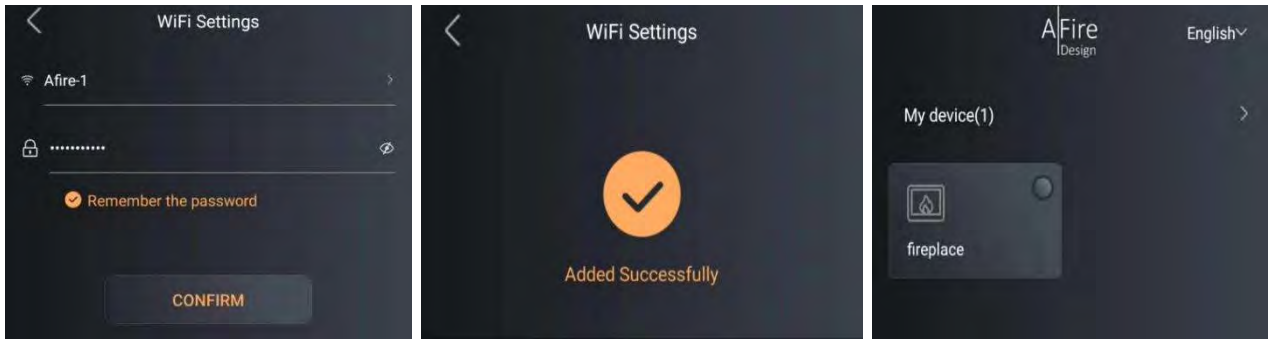 WiFi Settings
Afire-1
•••••••••••
Remember the password
CONFIRM
WiFi Settings
Added Successfully
AFire
Design
English
My device(1)
fireplace